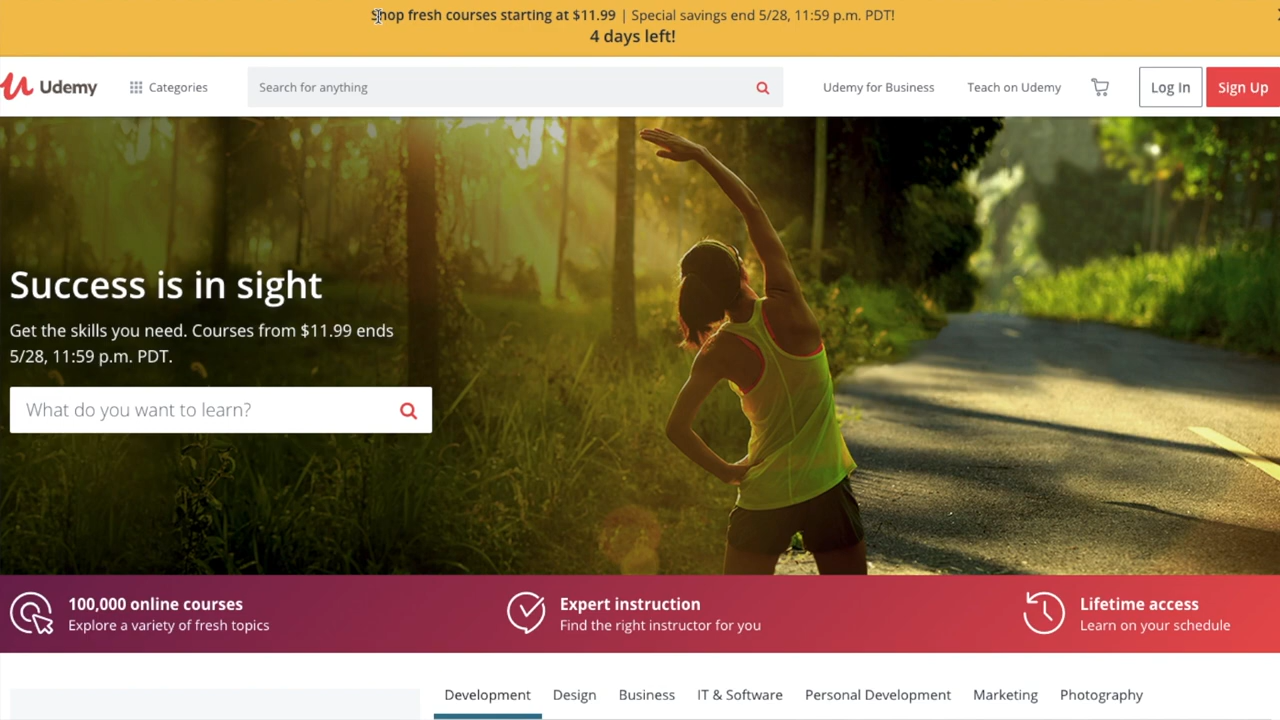 Shop fresh courses starting at $11.99 | Special savings end 5/28, 11:59 p.m. PDT!
4 days left!
Udemy
Categories
Search for anything
Udemy for Business
Teach on Udemy
Log In
Sign Up
Success is in sight
Get the skills you need. Courses from $11.99 ends
5/28, 11:59 p.m. PDT.
What do you want to learn?
100,000 online courses
Explore a variety of fresh topics
Expert instruction
Find the right instructor for you
Lifetime access
Learn on your schedule
Development
Design
Business
IT & Software
Personal Development
Marketing
Photography